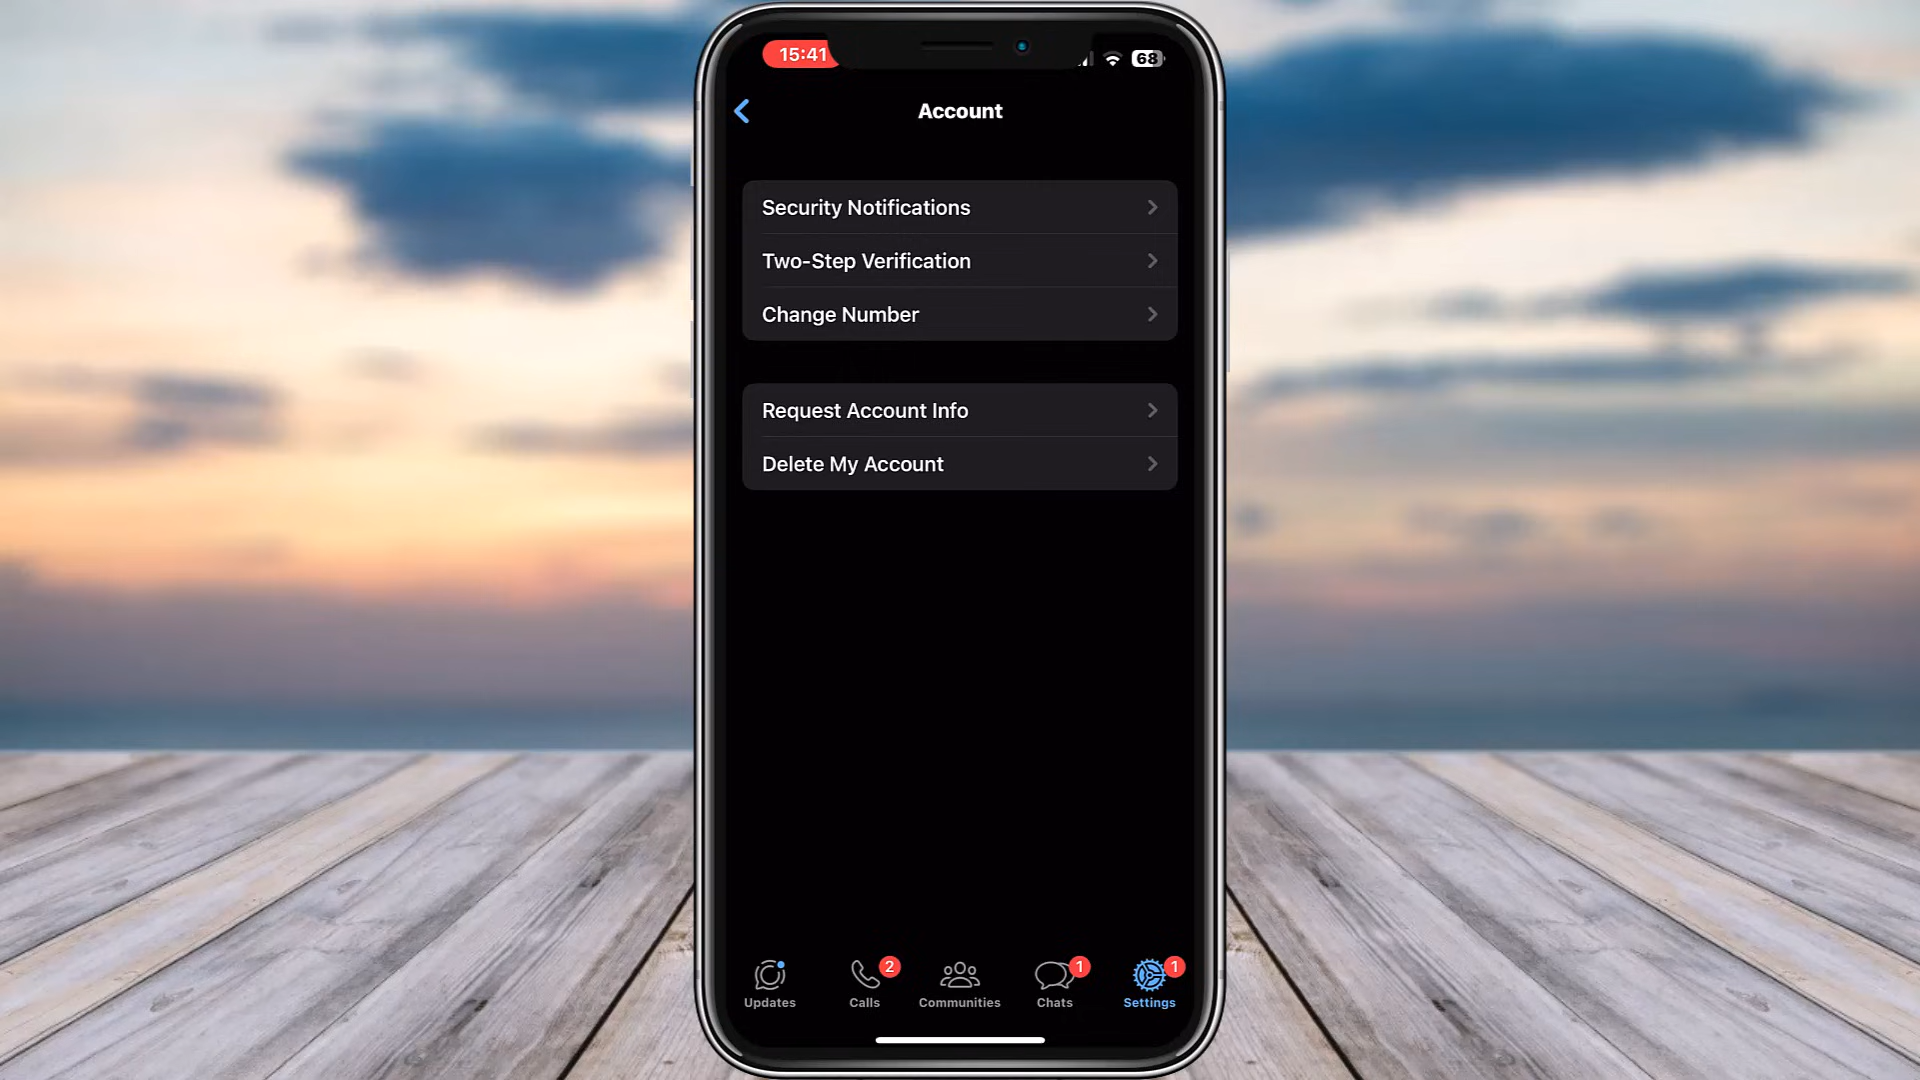 15:41
68
Account
Security Notifications
Two-Step Verification
Change Number
Request Account Info
Delete My Account
2
1
1
Updates
Calls
Communities
Chats
Settings